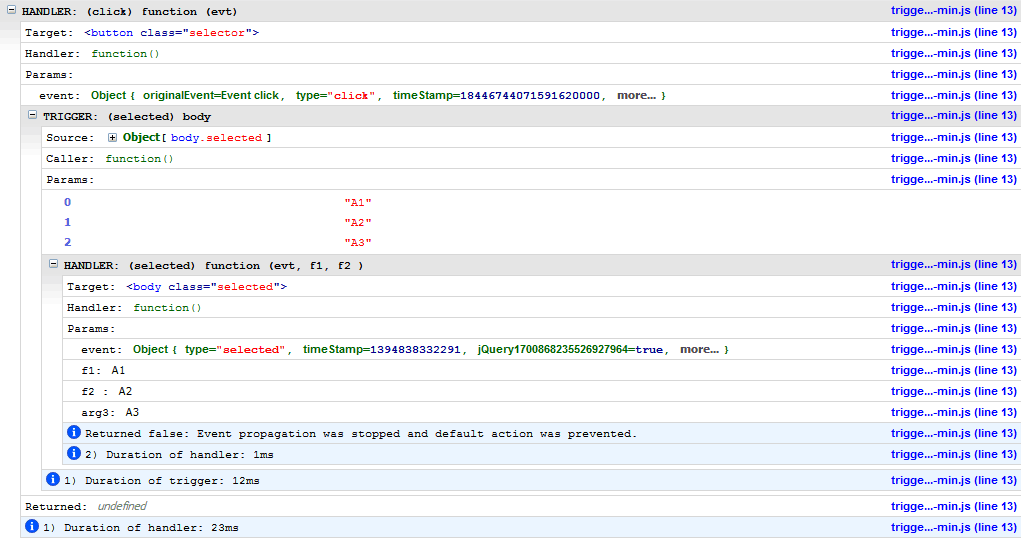 HANDLER: (click) function (evt) trigge...-min.js (line 13)
Target: <button class="selector"> trigge...-min.js (line 13)
Handler: function() trigge...-min.js (line 13)
Params: trigge...-min.js (line 13)
event: Object { originalEvent=Event click, type="click", timeStamp=18446744071591620000, more... } trigge...-min.js (line 13)
TRIGGER: (selected) body trigge...-min.js (line 13)
Source: Object[ body.selected ] trigge...-min.js (line 13)
Caller: function() trigge...-min.js (line 13)
Params: trigge...-min.js (line 13)
0 "A1"
1 "A2"
2 "A3"
HANDLER: (selected) function (evt, f1, f2 ) trigge...-min.js (line 13)
Target: <body class="selected"> trigge...-min.js (line 13)
Handler: function() trigge...-min.js (line 13)
Params: trigge...-min.js (line 13)
event: Object { type="selected", timeStamp=1394838332291, jQuery1700868235526927964=true, more... } trigge...-min.js (line 13)
f1: A1 trigge...-min.js (line 13)
f2 : A2 trigge...-min.js (line 13)
arg3: A3 trigge...-min.js (line 13)
Returned false: Event propagation was stopped and default action was prevented. trigge...-min.js (line 13)
2) Duration of handler: 1ms trigge...-min.js (line 13)
1) Duration of trigger: 12ms trigge...-min.js (line 13)
Returned: undefined trigge...-min.js (line 13)
1) Duration of handler: 23ms trigge...-min.js (line 13)